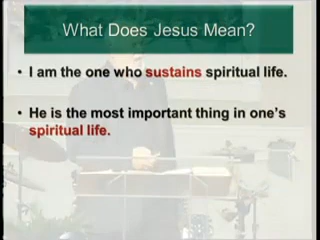 What Does Jesus Mean?
• I am the one who sustains spiritual life.
• He is the most important thing in one's
spiritual life.